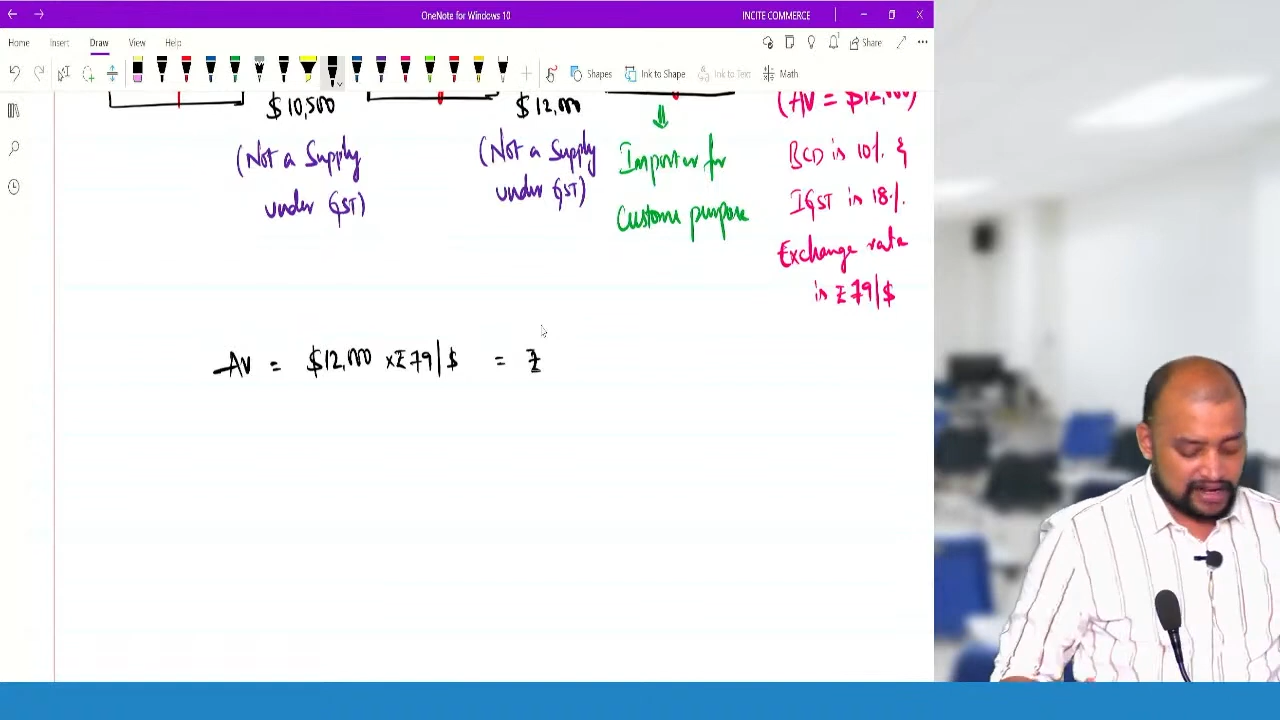 OneNote for Windows 10
INCITE COMMERCE
Home Insert Draw View Help
Share
Shapes Ink to Shape Ink to Text Math
$10,500
$12,000
(AV = $12,000)
(Not a Supply
under GST)
(Not a Supply
under GST)
Importer for
Customs purpose
BCD is 10% &
IGST is 18%.
Exchange rate
is ₹79/$
AV = $12,000 x ₹79/$ = ₹